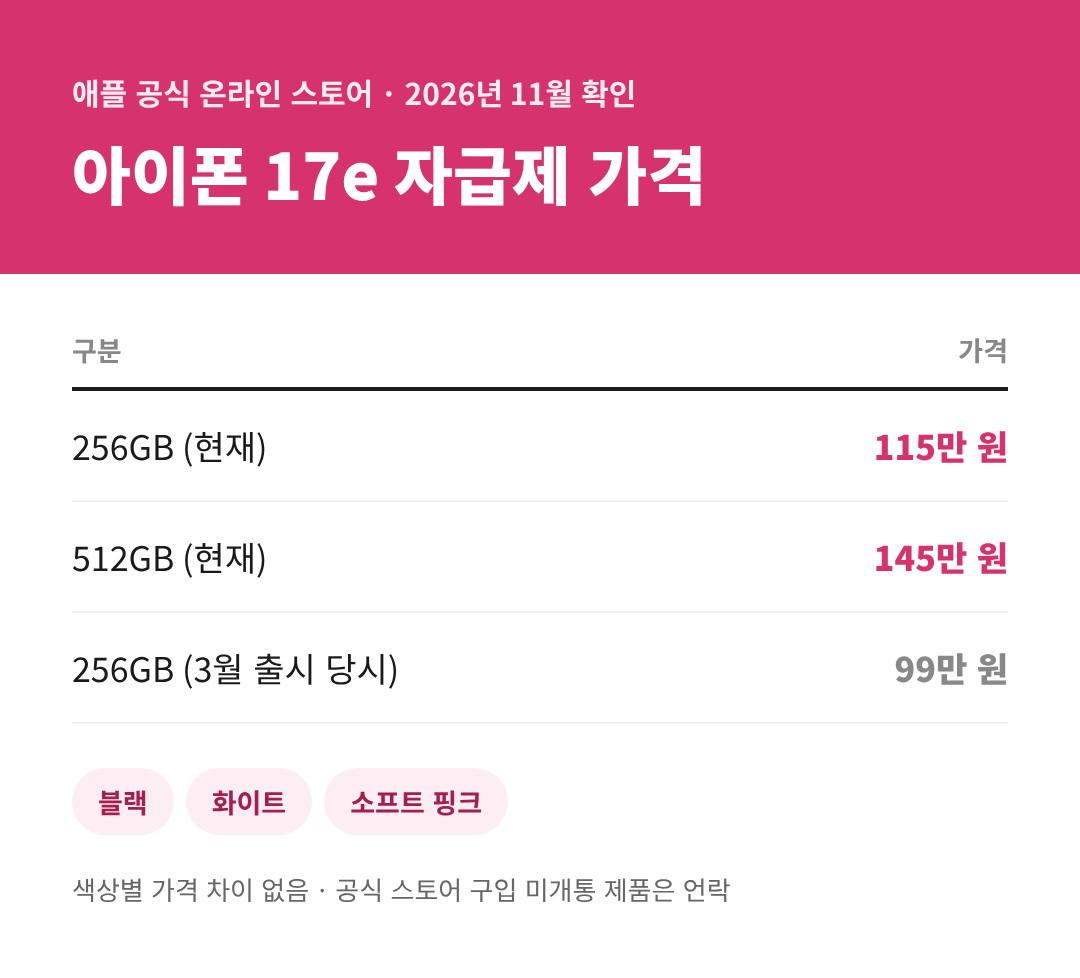 애플 공식 온라인 스토어 · 2026년 11월 확인
아이폰 17e 자급제 가격
구분 가격
256GB (현재) 115만 원
512GB (현재) 145만 원
256GB (3월 출시 당시) 99만 원
블랙 화이트 소프트 핑크
색상별 가격 차이 없음 · 공식 스토어 구입 미개통 제품은 언락